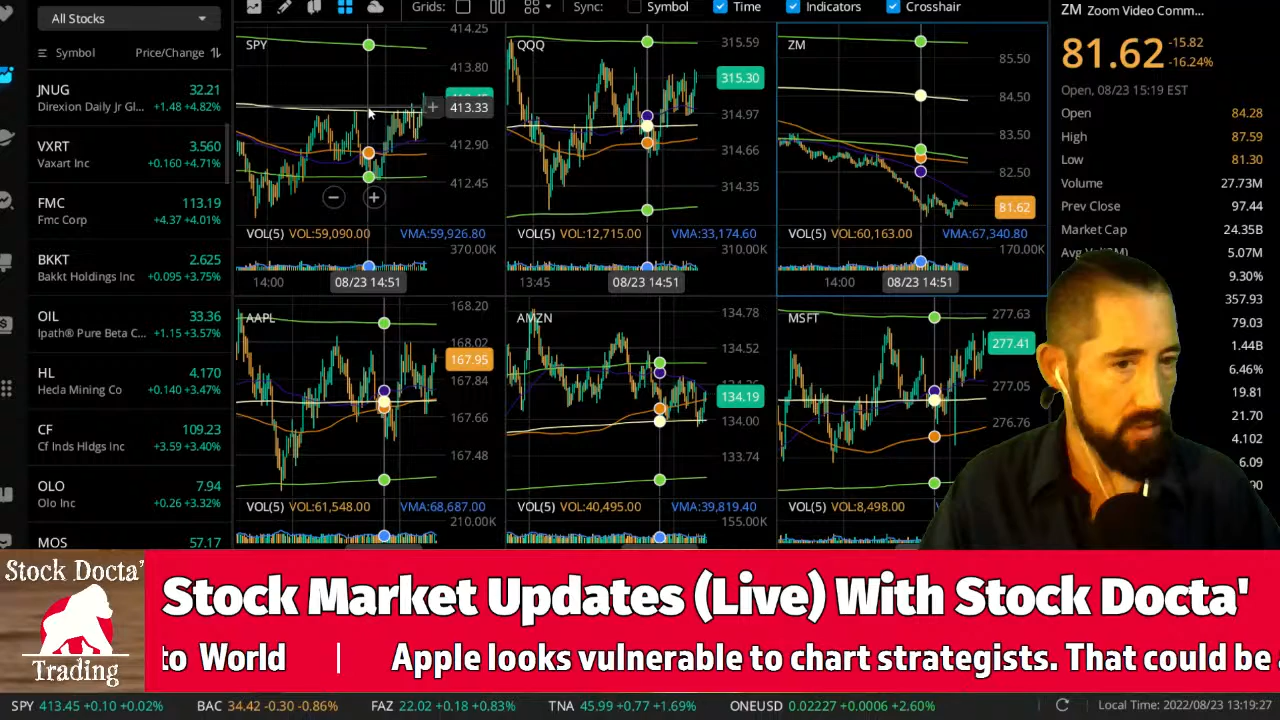 All Stocks
Grids:
Sync:
Symbol
Time
Indicators
Crosshair
Symbol
Price/Change
JNUG
32.21
Direxion Daily Jr Gl...
+1.48 +4.82%
VXRT
3.560
Vaxart Inc
+0.160 +4.71%
FMC
113.19
Fmc Corp
+4.37 +4.01%
BKKT
2.625
Bakkt Holdings Inc
+0.095 +3.75%
OIL
33.36
Ipath® Pure Beta C...
+1.15 +3.57%
HL
4.170
Hecla Mining Co
+0.140 +3.47%
CF
109.23
Cf Inds Hldgs Inc
+3.59 +3.40%
OLO
7.94
Olo Inc
+0.26 +3.32%
MOS
57.17
SPY
414.25
413.80
413.33
412.90
412.45
VOL(5) VOL:59,090.00 VMA:59,926.80
370.00K
14:00
08/23 14:51
QQQ
315.59
315.30
314.97
314.66
314.35
VOL(5) VOL:12,715.00 VMA:33,174.60
310.00K
13:45
08/23 14:51
ZM
85.50
84.50
83.50
82.50
81.62
VOL(5) VOL:60,163.00 VMA:67,340.80
170.00K
14:00
08/23 14:51
AAPL
168.20
168.02
167.95
167.84
167.66
167.48
VOL(5) VOL:61,548.00 VMA:68,687.00
210.00K
AMZN
134.78
134.52
134.19
134.00
133.74
VOL(5) VOL:40,495.00 VMA:39,819.40
155.00K
MSFT
277.63
277.41
277.05
276.76
VOL(5) VOL:8,498.00
ZM Zoom Video Comm...
81.62
-15.82
-16.24%
Open, 08/23 15:19 EST
Open 84.28
High 87.59
Low 81.30
Volume 27.73M
Prev Close 97.44
Market Cap 24.35B
5.07M
9.30%
357.93
79.03
1.44B
6.46%
19.81
21.70
4.102
6.09
Stock Docta'
Trading
Stock Market Updates (Live) With Stock Docta'
to World | Apple looks vulnerable to chart strategists. That could be
SPY 413.45 +0.10 +0.02%
BAC 34.42 -0.30 -0.86%
FAZ 22.02 +0.18 +0.83%
TNA 45.99 +0.77 +1.69%
ONEUSD 0.02227 +0.0006 +2.60%
Local Time: 2022/08/23 13:19:27